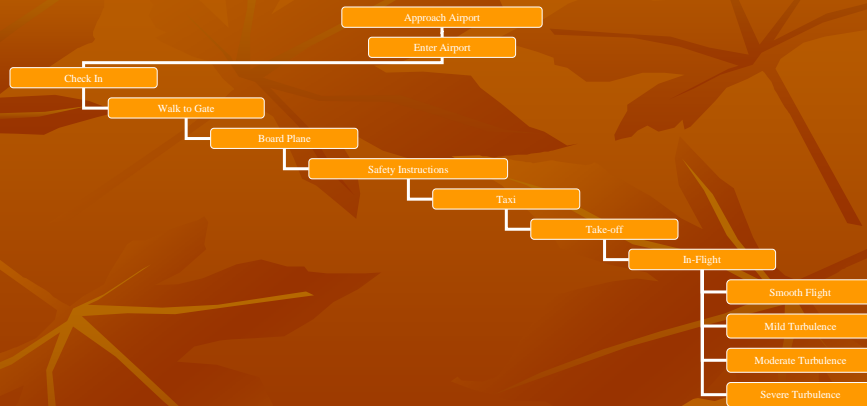 Approach Airport
Enter Airport
Check In
Walk to Gate
Board Plane
Safety Instructions
Taxi
Take-off
In-Flight
Smooth Flight
Mild Turbulence
Moderate Turbulence
Severe Turbulence